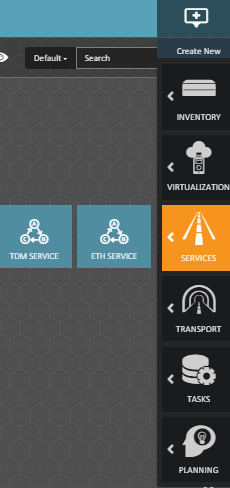 Create New
Default
Search
INVENTORY
VIRTUALIZATION
TDM SERVICE
ETH SERVICE
SERVICES
TRANSPORT
TASKS
PLANNING